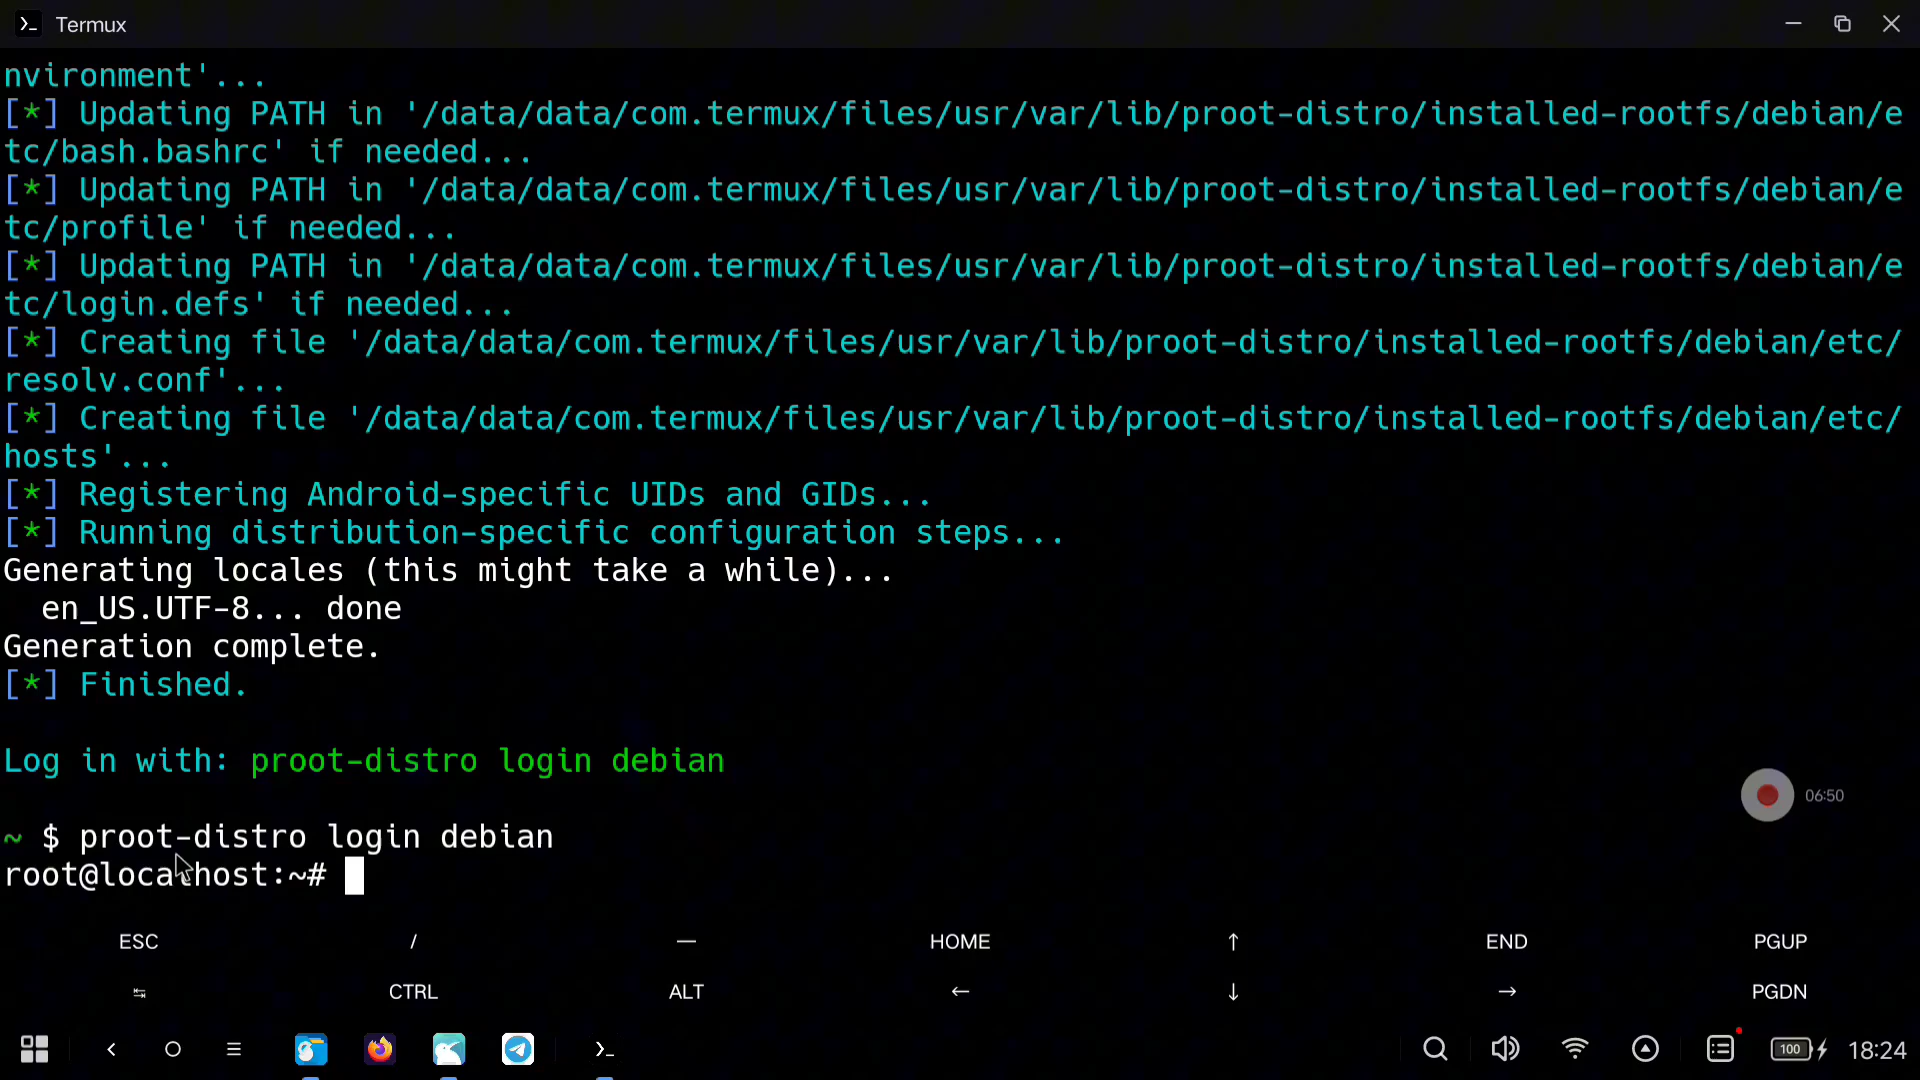 Termux
nvironment'...
[*] Updating PATH in '/data/data/com.termux/files/usr/var/lib/proot-distro/installed-rootfs/debian/e
tc/bash.bashrc' if needed...
[*] Updating PATH in '/data/data/com.termux/files/usr/var/lib/proot-distro/installed-rootfs/debian/e
tc/profile' if needed...
[*] Updating PATH in '/data/data/com.termux/files/usr/var/lib/proot-distro/installed-rootfs/debian/e
tc/login.defs' if needed...
[*] Creating file '/data/data/com.termux/files/usr/var/lib/proot-distro/installed-rootfs/debian/etc/
resolv.conf'...
[*] Creating file '/data/data/com.termux/files/usr/var/lib/proot-distro/installed-rootfs/debian/etc/
hosts'...
[*] Registering Android-specific UIDs and GIDs...
[*] Running distribution-specific configuration steps...
Generating locales (this might take a while)...
  en_US.UTF-8... done
Generation complete.
[*] Finished.
Log in with: proot-distro login debian
06:50
~ $ proot-distro login debian
root@localhost:~#
ESC / — HOME ↑ END PGUP
↹ CTRL ALT ← ↓ → PGDN
100 18:24